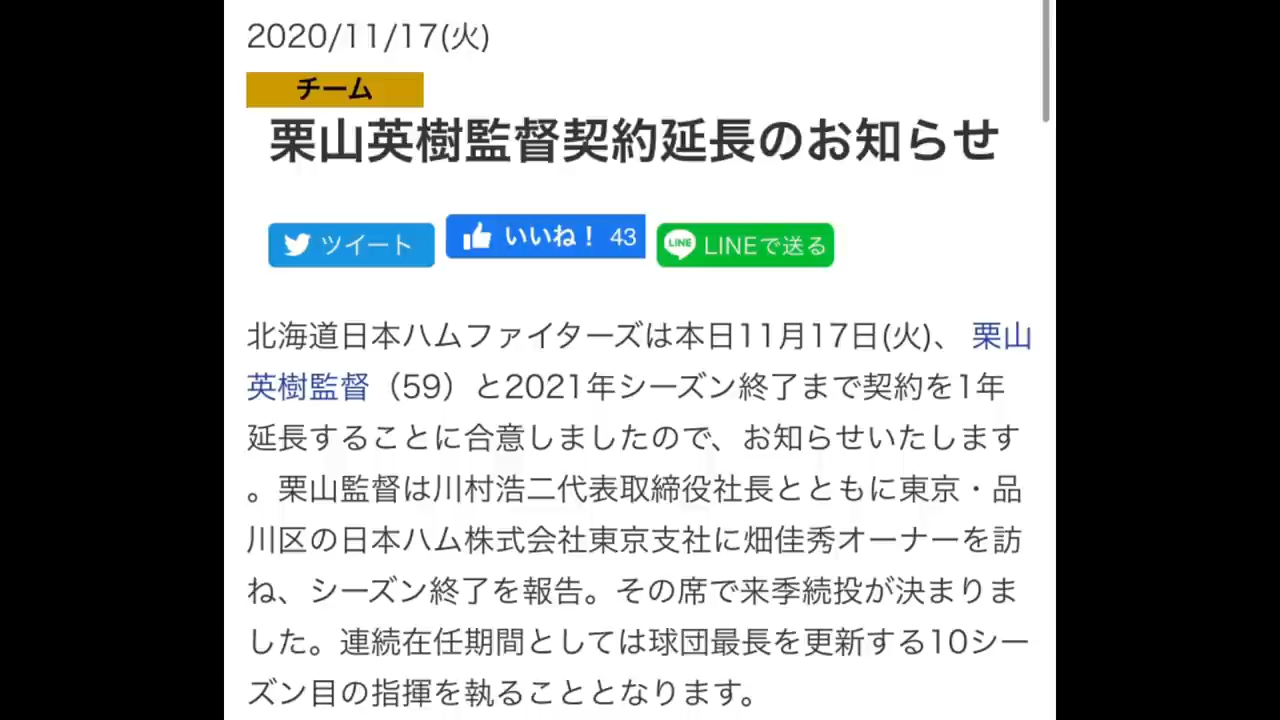 2020/11/17(火)
チーム
栗山英樹監督契約延長のお知らせ
ツイート いいね！ 43 LINE LINEで送る
北海道日本ハムファイターズは本日11月17日(火)、 栗山
英樹監督（59）と2021年シーズン終了まで契約を1年
延長することに合意しましたので、お知らせいたします
。栗山監督は川村浩二代表取締役社長とともに東京・品
川区の日本ハム株式会社東京支社に畑佳秀オーナーを訪
ね、シーズン終了を報告。その席で来季続投が決まりま
した。連続在任期間としては球団最長を更新する10シー
ズン目の指揮を執ることとなります。